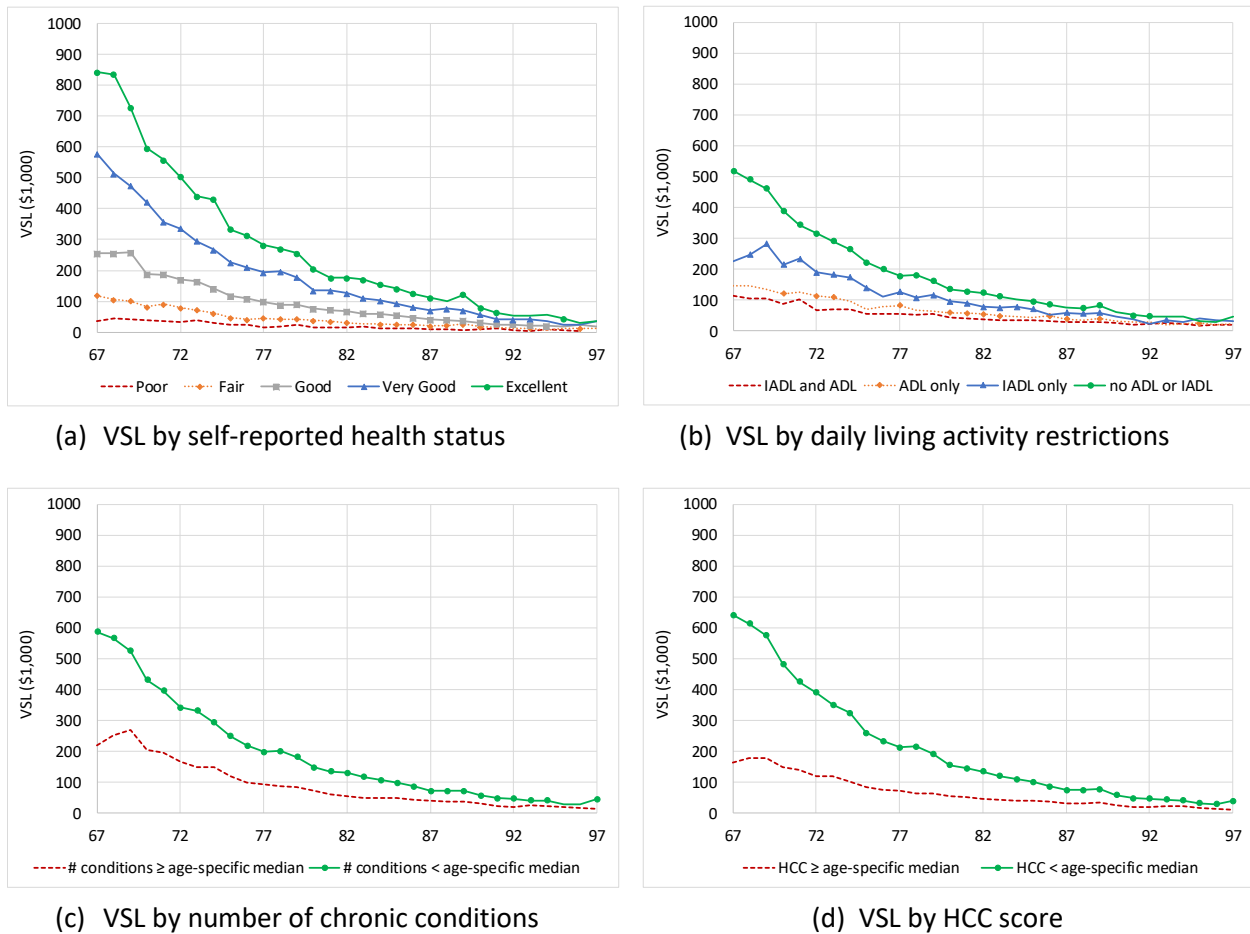 1000
900
800
700
600
500
400
300
200
100
0
VSL ($1,000)
67 72 77 82 87 92 97
Poor Fair Good Very Good Excellent
(a) VSL by self-reported health status
1000
900
800
700
600
500
400
300
200
100
0
VSL ($1,000)
67 72 77 82 87 92 97
IADL and ADL ADL only IADL only no ADL or IADL
(b) VSL by daily living activity restrictions
1000
900
800
700
600
500
400
300
200
100
0
VSL ($1,000)
67 72 77 82 87 92 97
# conditions ≥ age-specific median # conditions < age-specific median
(c) VSL by number of chronic conditions
1000
900
800
700
600
500
400
300
200
100
0
VSL ($1,000)
67 72 77 82 87 92 97
HCC ≥ age-specific median HCC < age-specific median
(d) VSL by HCC score